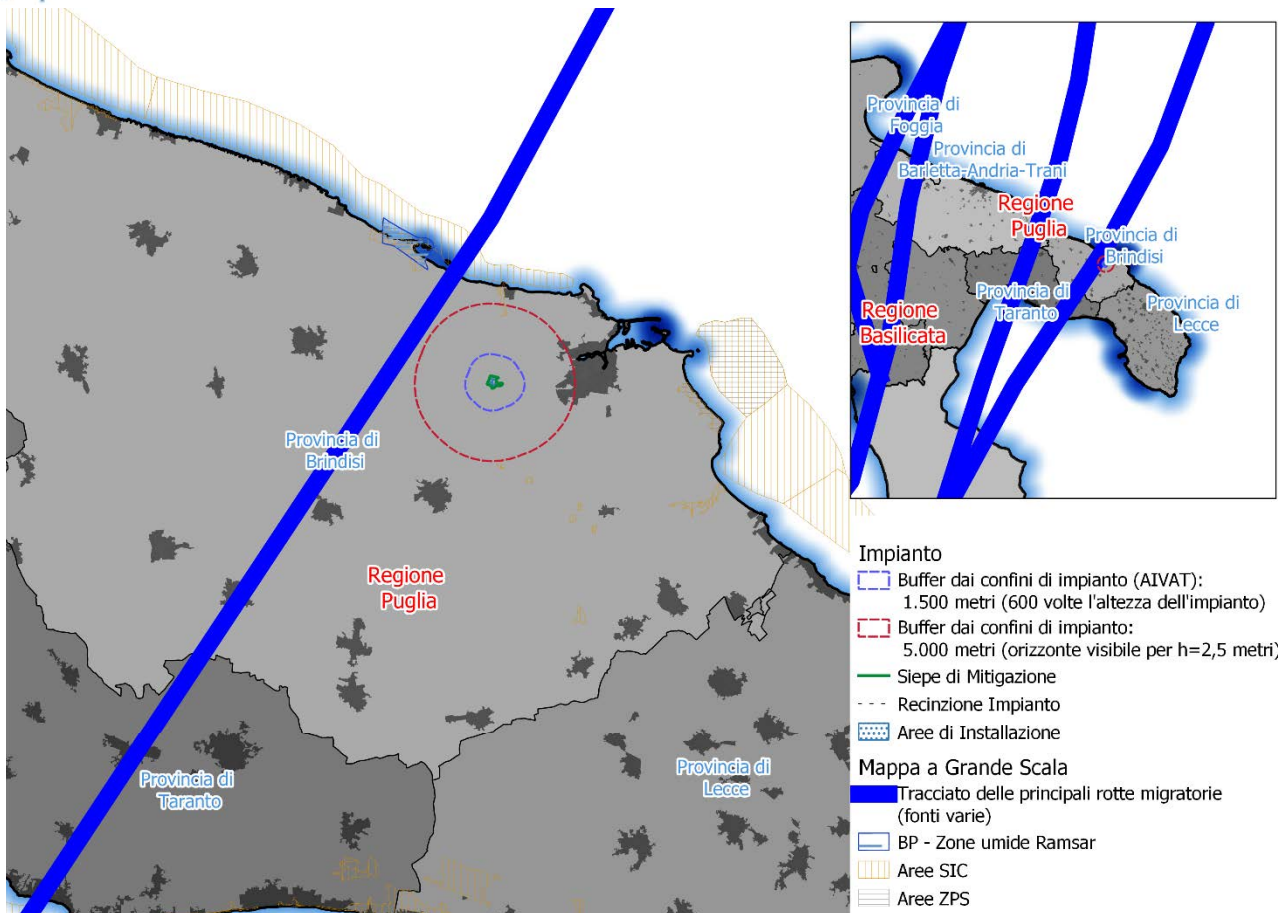 Provincia di
Brindisi
Regione
Puglia
Provincia di
Taranto
Provincia di
Lecce
Provincia di
Foggia
Provincia di
Barletta-Andria-Trani
Regione
Puglia
Provincia di
Brindisi
Provincia di
Taranto
Regione
Basilicata
Provincia di
Lecce
Impianto
Buffer dai confini di impianto (AIVAT):
1.500 metri (600 volte l'altezza dell'impianto)
Buffer dai confini di impianto:
5.000 metri (orizzonte visibile per h=2,5 metri)
Siepe di Mitigazione
Recinzione Impianto
Aree di Installazione
Mappa a Grande Scala
Tracciato delle principali rotte migratorie
(fonti varie)
BP - Zone umide Ramsar
Aree SIC
Aree ZPS